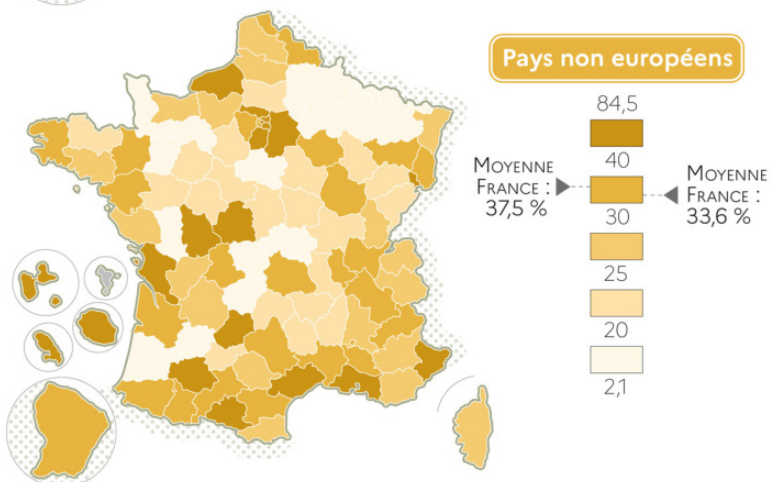 Pays non européens
84,5
40
MOYENNE
FRANCE :
37,5 %
MOYENNE
FRANCE :
33,6 %
30
25
20
2,1